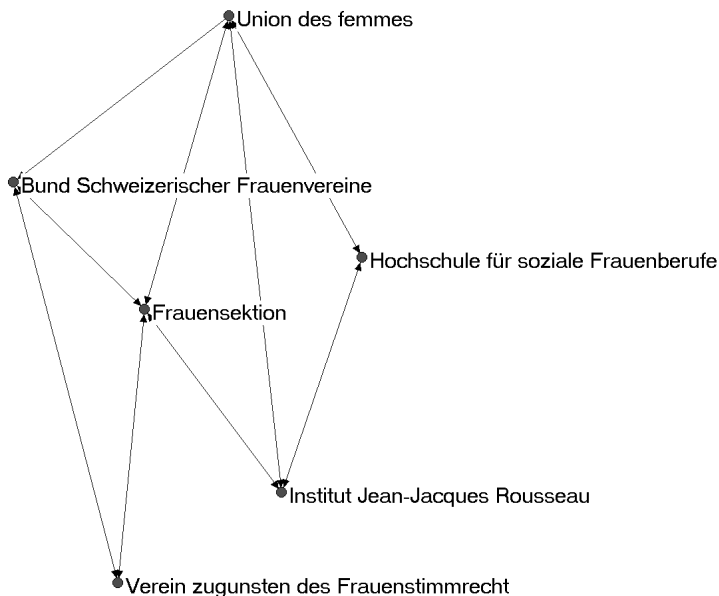 Union des femmes
Bund Schweizerischer Frauenvereine
Hochschule für soziale Frauenberufe
Frauensektion
Institut Jean-Jacques Rousseau
Verein zugunsten des Frauenstimmrecht